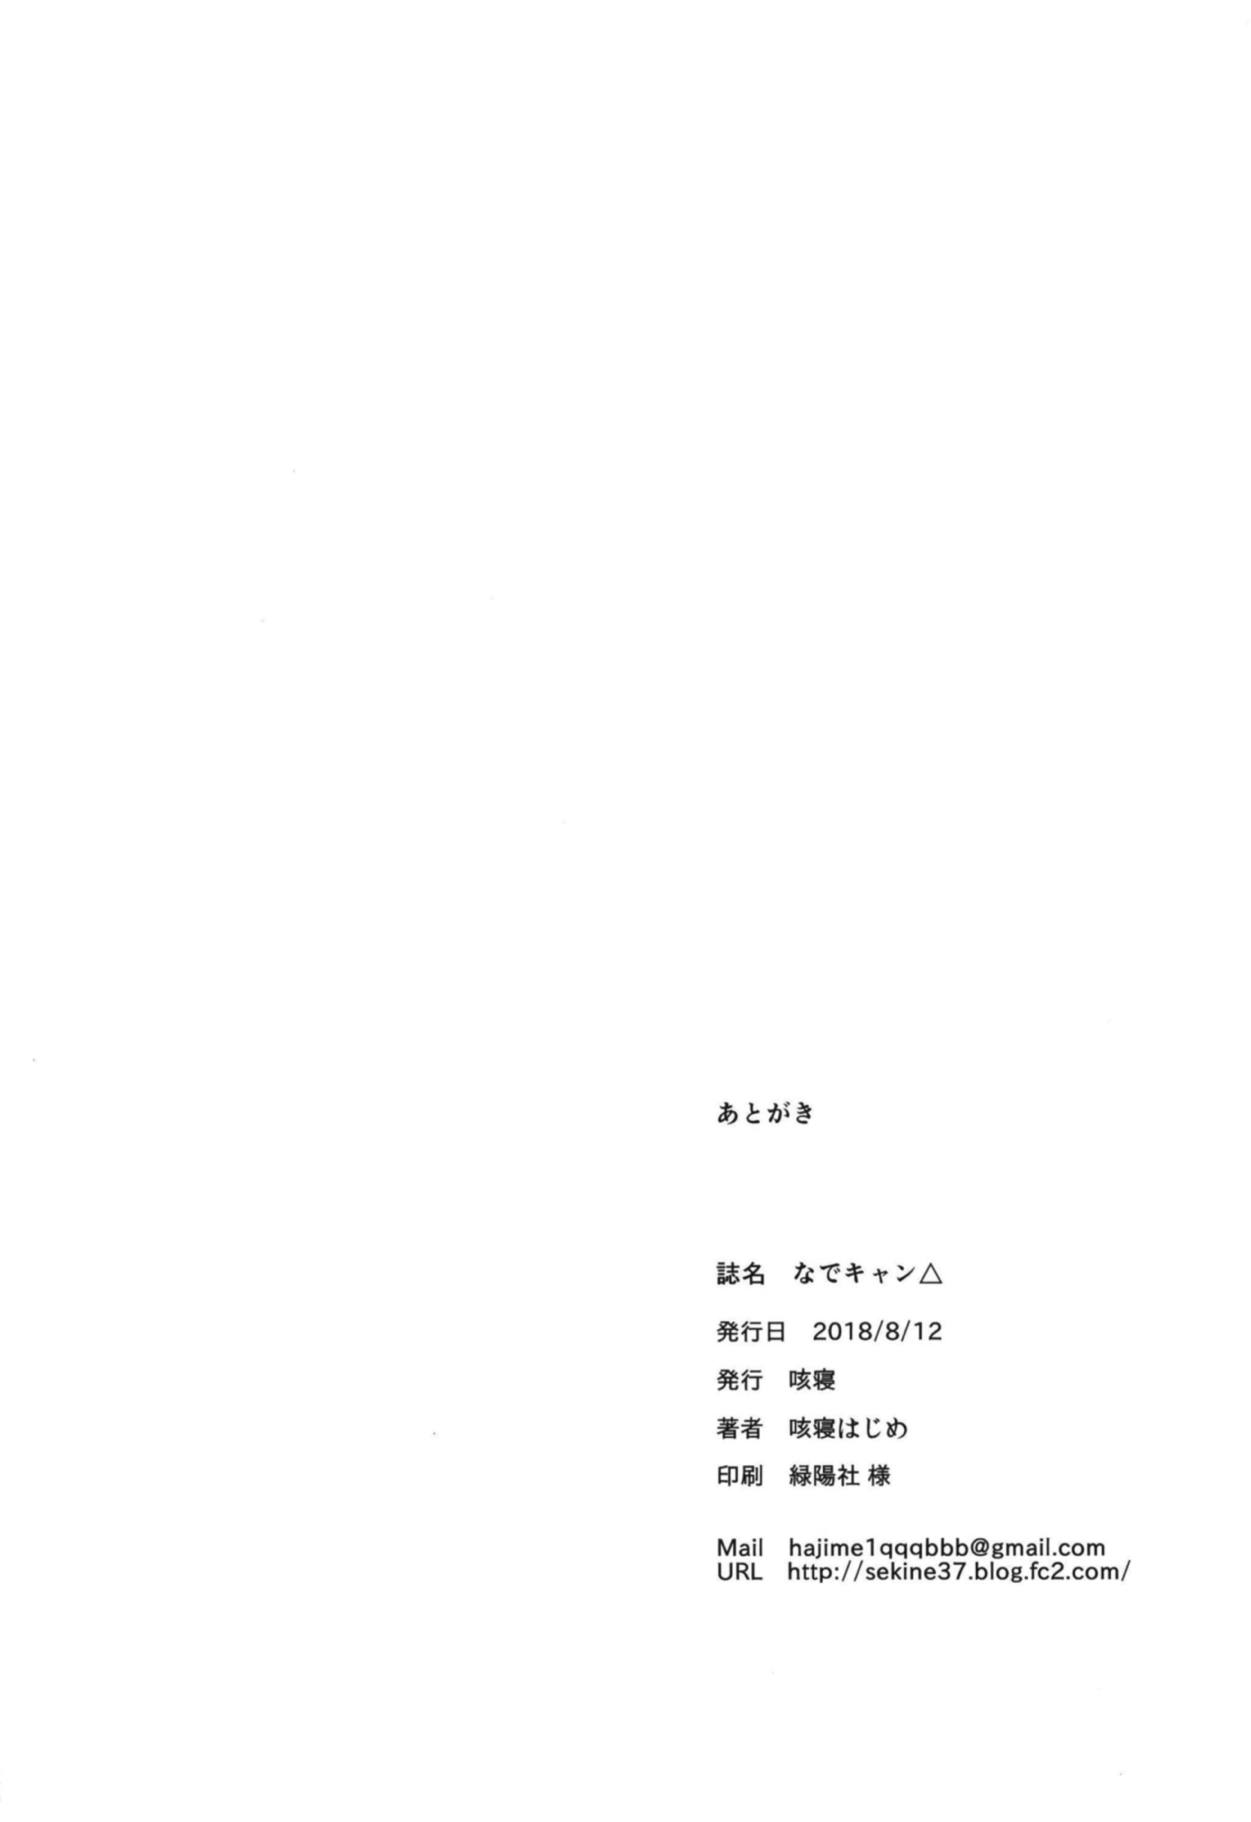 あとがき
誌名　なでキャン△
発行日　2018/8/12
発行　咳寝
著者　咳寝はじめ
印刷　緑陽社 様
Mail　hajime1qqqbbb@gmail.com
URL　http://sekine37.blog.fc2.com/